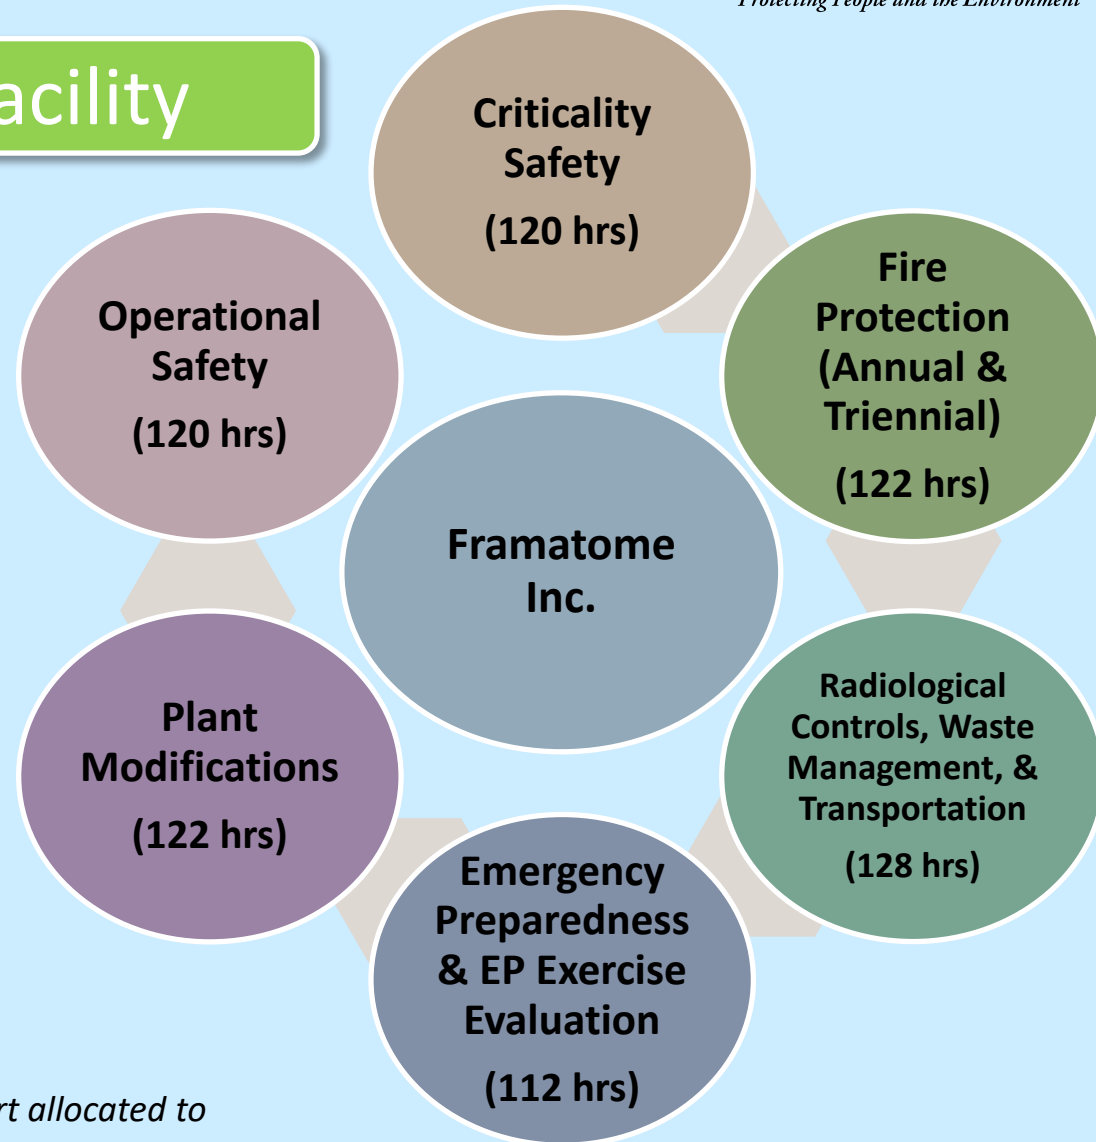 Protecting People and the Environment
acility
Criticality
Safety
(120 hrs)
Fire
Protection
(Annual &
Triennial)
(122 hrs)
Operational
Safety
(120 hrs)
Framatome
Inc.
Radiological
Controls, Waste
Management, &
Transportation
(128 hrs)
Plant
Modifications
(122 hrs)
Emergency
Preparedness
& EP Exercise
Evaluation
(112 hrs)
rt allocated to